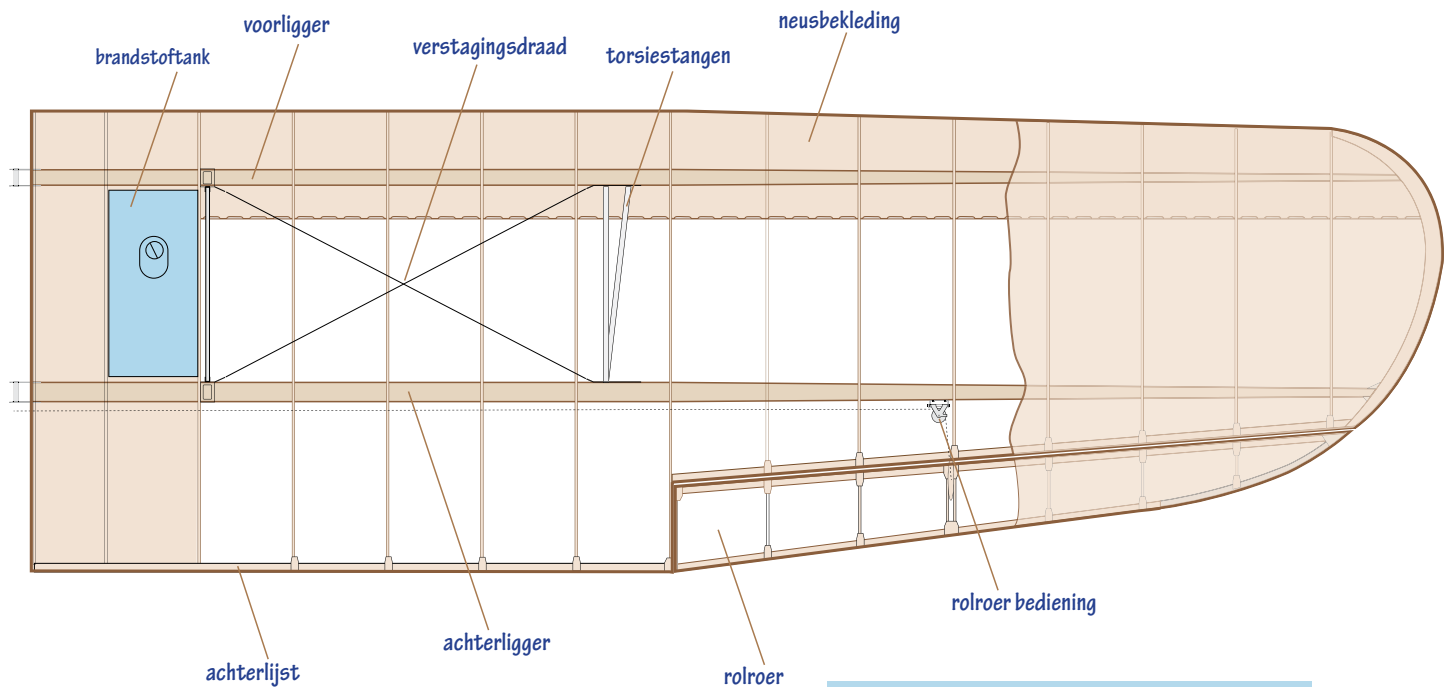 neusbekleding
voorligger
verstagingsdraad
brandstoftank
torsiestangen
rolroer bediening
achterligger
achterlijst
rolroer